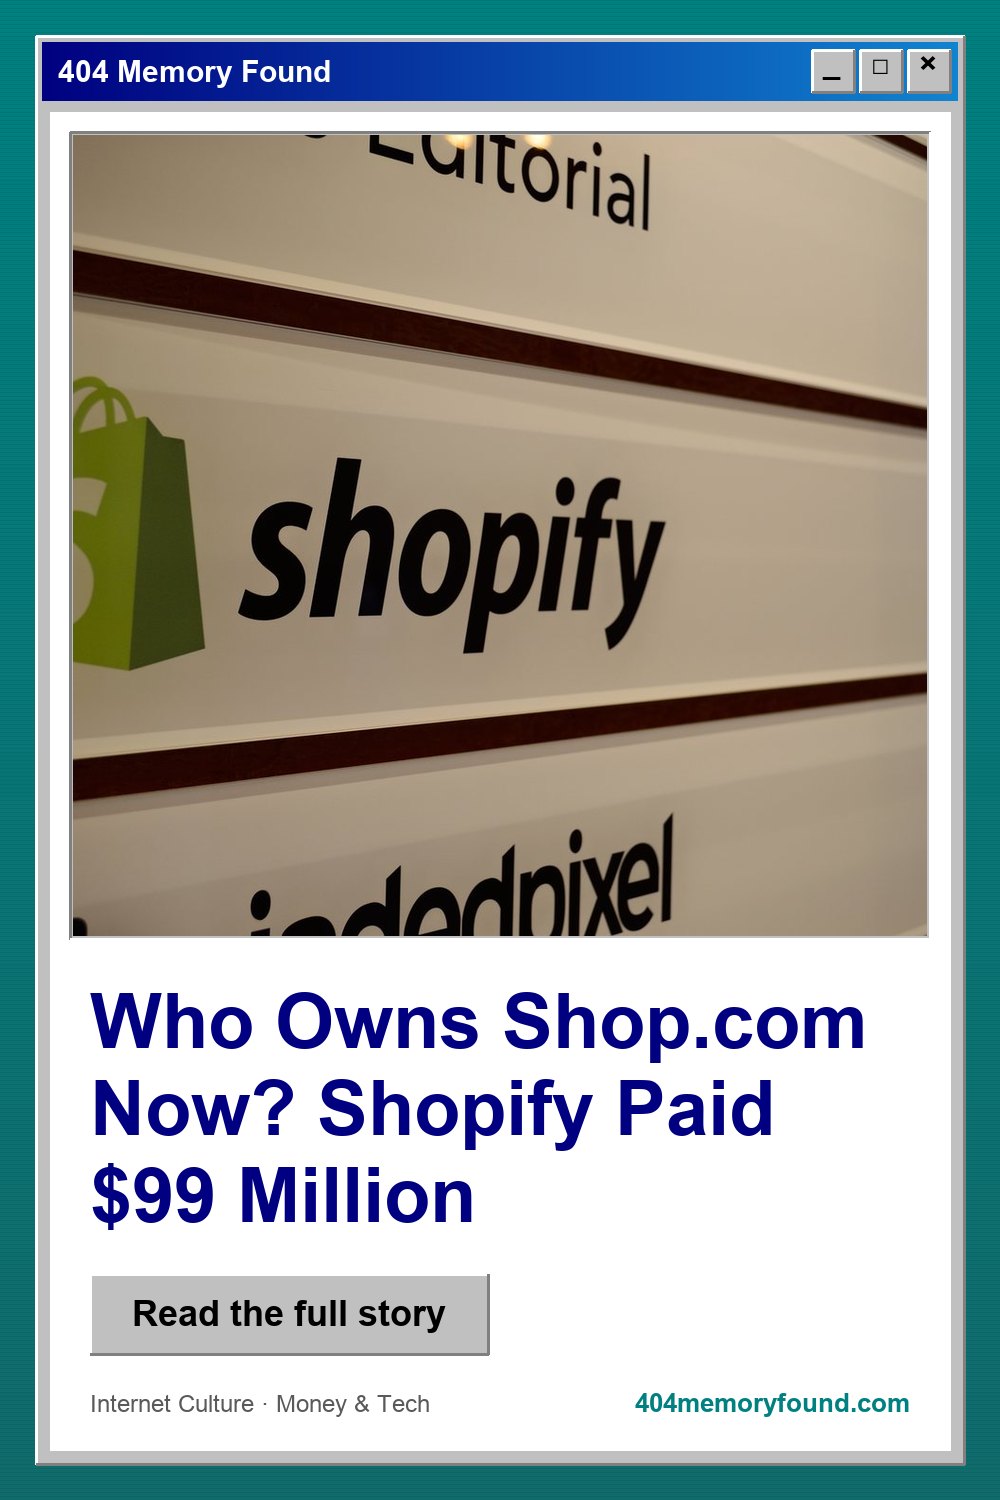 404 Memory Found
Editorial
shopify
Who Owns Shop.com
Now? Shopify Paid
$99 Million
Read the full story
Internet Culture · Money & Tech
404memoryfound.com